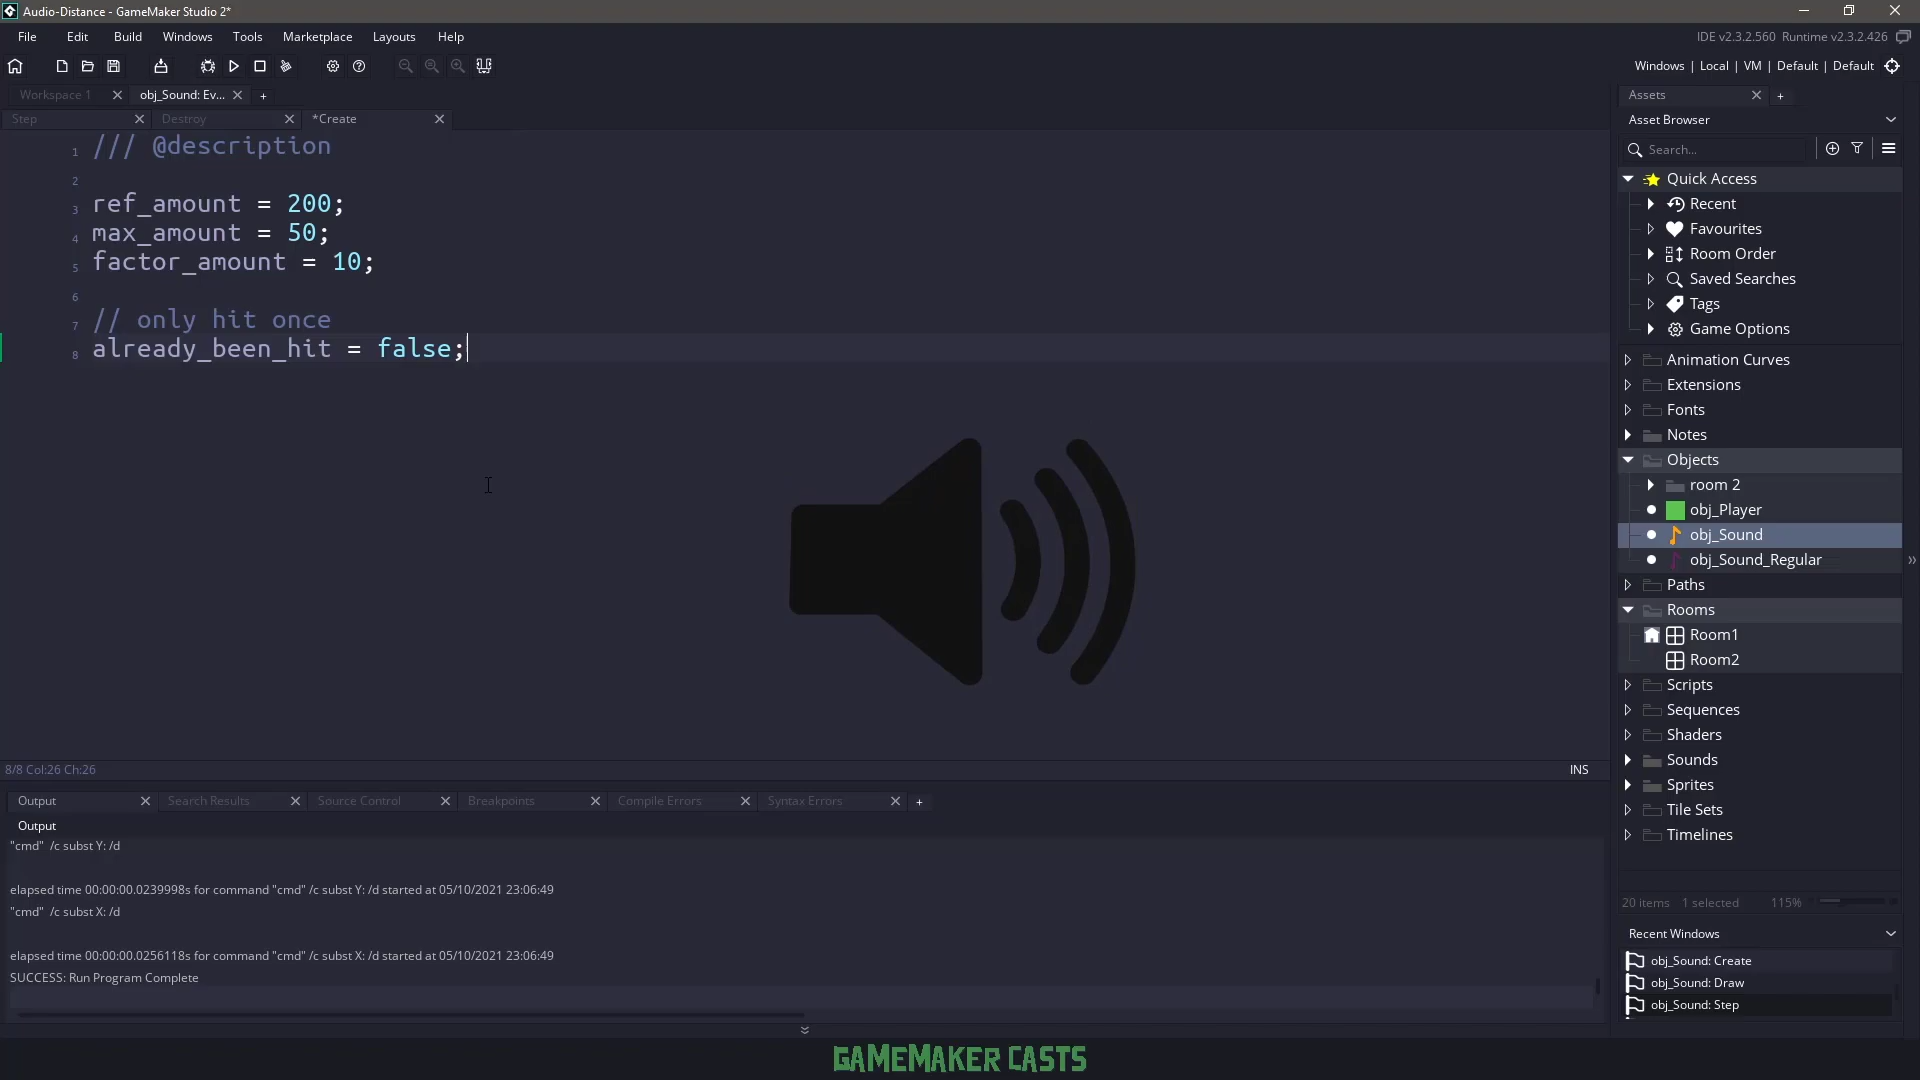 Audio-Distance - GameMaker Studio 2*
File Edit Build Windows Tools Marketplace Layouts Help
IDE v2.3.2.560 Runtime v2.3.2.426
Windows | Local | VM | Default | Default
Workspace 1
obj_Sound: Ev...
Step
Destroy
*Create
1 /// @description
2
3 ref_amount = 200;
4 max_amount = 50;
5 factor_amount = 10;
6
7 // only hit once
8 already_been_hit = false;
8/8 Col:26 Ch:26
INS
Output
Search Results
Source Control
Breakpoints
Compile Errors
Syntax Errors
Output
"cmd" /c subst Y: /d
elapsed time 00:00:00.0239998s for command "cmd" /c subst Y: /d started at 05/10/2021 23:06:49
"cmd" /c subst X: /d
elapsed time 00:00:00.0256118s for command "cmd" /c subst X: /d started at 05/10/2021 23:06:49
SUCCESS: Run Program Complete
Assets
Asset Browser
Search...
Quick Access
Recent
Favourites
Room Order
Saved Searches
Tags
Game Options
Animation Curves
Extensions
Fonts
Notes
Objects
room 2
obj_Player
obj_Sound
obj_Sound_Regular
Paths
Rooms
Room1
Room2
Scripts
Sequences
Shaders
Sounds
Sprites
Tile Sets
Timelines
20 items 1 selected 115%
Recent Windows
obj_Sound: Create
obj_Sound: Draw
obj_Sound: Step
GAMEMAKER CASTS